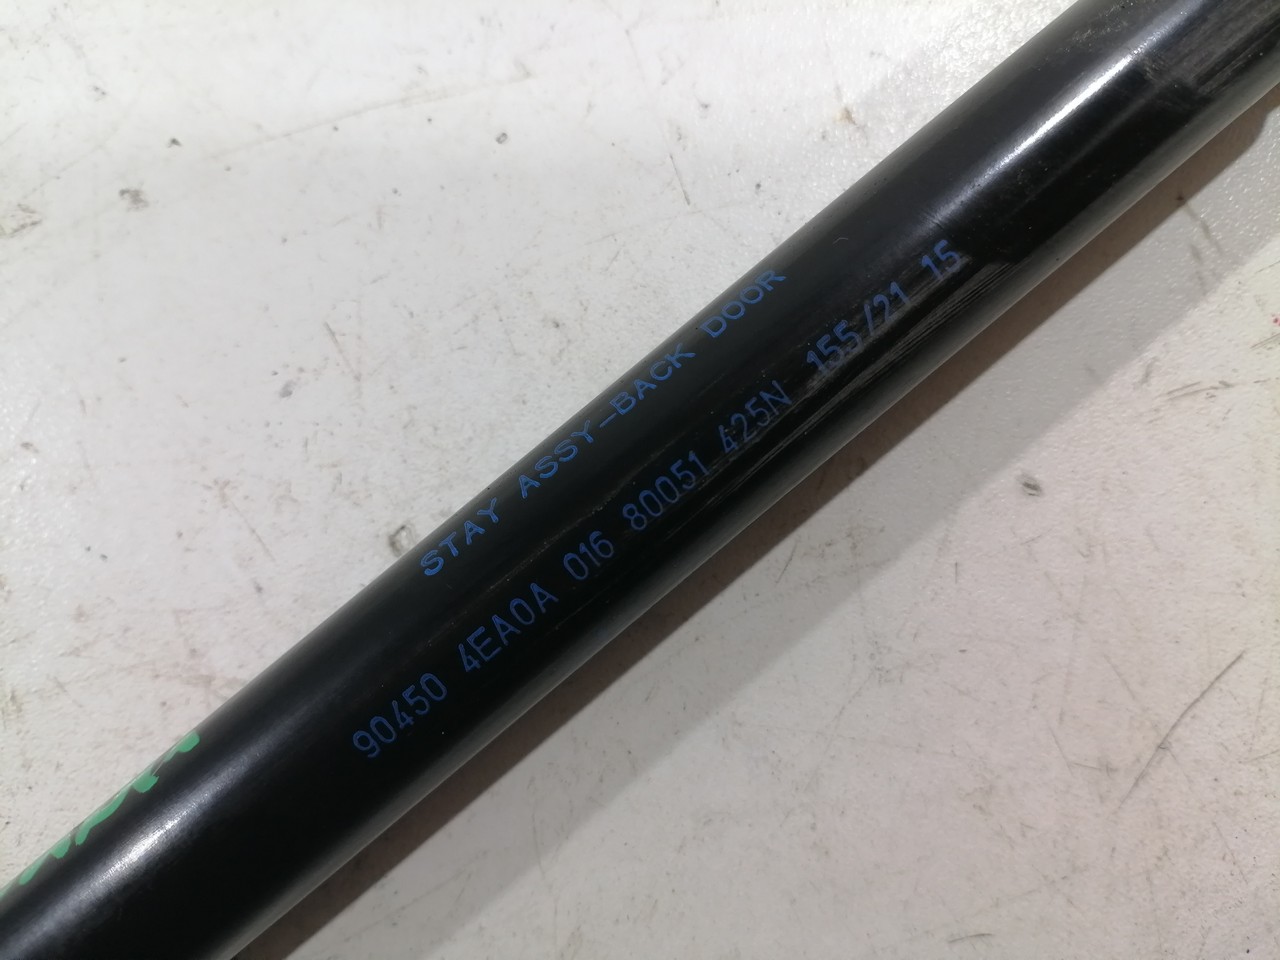 STAY ASSY-BACK DOOR
90450 4EA0A 016 80051 425N 155/21 15